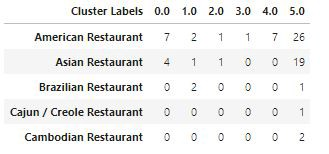 Cluster Labels 0.0 1.0 2.0 3.0 4.0 5.0
American Restaurant 7 2 1 1 7 26
Asian Restaurant 4 1 1 0 0 19
Brazilian Restaurant 0 2 0 0 0 1
Cajun / Creole Restaurant 0 0 0 0 0 1
Cambodian Restaurant 0 0 0 0 0 2